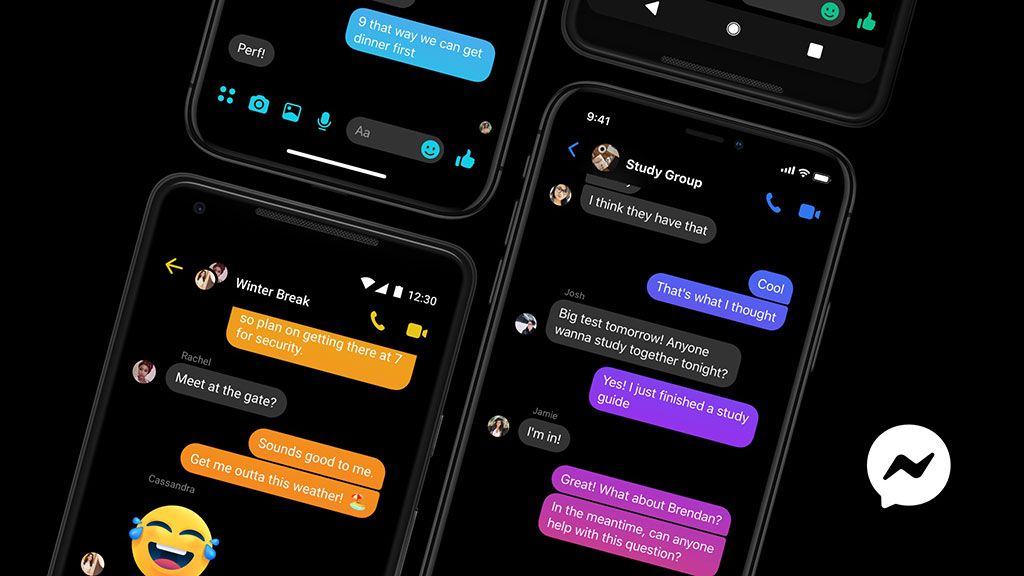 9 that way we can get
dinner first
Perf!
Aa
12:30
Winter Break
so plan on getting there at 7
for security.
Rachel
Meet at the gate?
Sounds good to me.
Get me outta this weather! 🏖️
Cassandra
9:41
Study Group
I think they have that
Cool
That's what I thought
Josh
Big test tomorrow! Anyone
wanna study together tonight?
Yes! I just finished a study
guide
Jamie
I'm in!
Great! What about Brendan?
In the meantime, can anyone
help with this question?